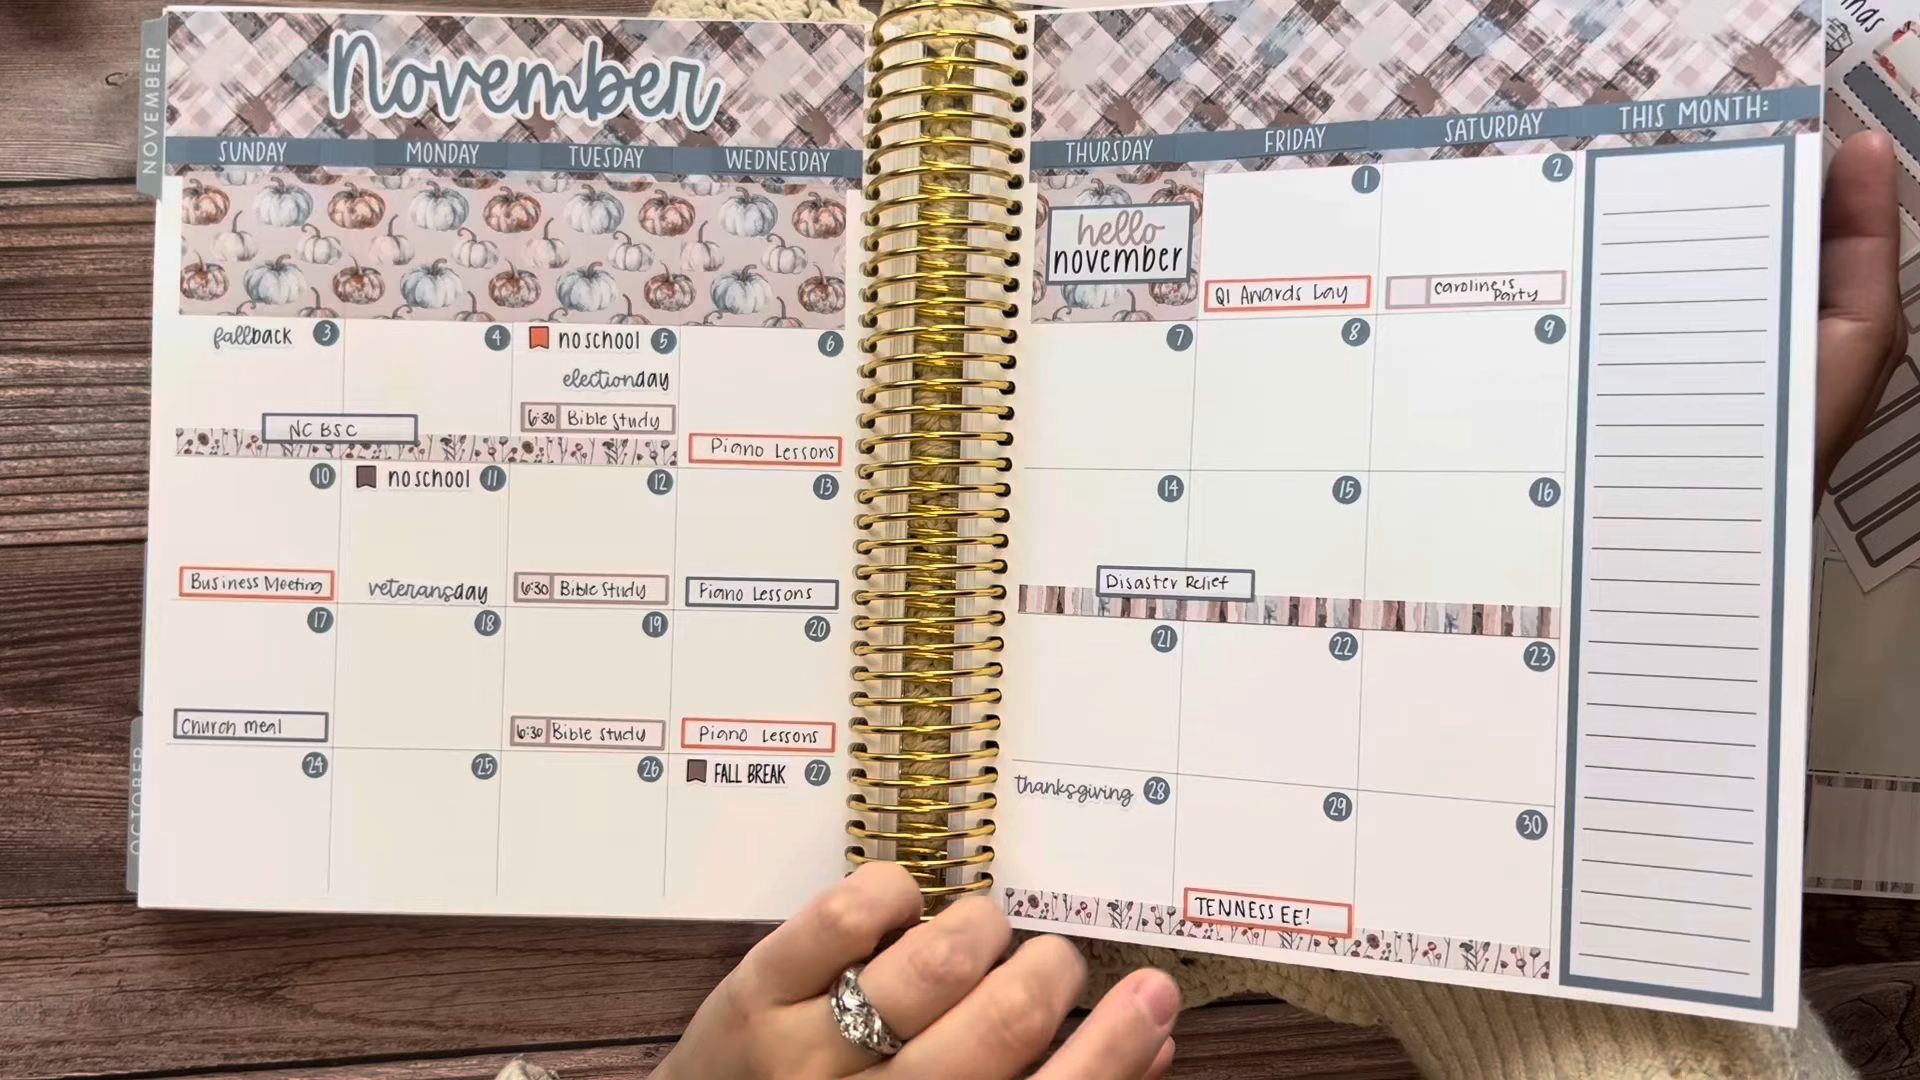 NOVEMBER
November
SUNDAY MONDAY TUESDAY WEDNESDAY THURSDAY FRIDAY SATURDAY THIS MONTH:
hello
november
1
Q1 Awards Day
2
Caroline's
Party
fallback 3
4
no school 5
electionday
6:30 Bible Study
6
Piano Lessons
7
8
9
NC BSC
10
Business Meeting
no school 11
veteransday
12
6:30 Bible Study
13
Piano Lessons
14
15
16
Disaster Relief
17
Church meal
18
19
6:30 Bible Study
20
Piano Lessons
21
22
23
24
25
26
FALL BREAK 27
thanksgiving 28
29
TENNESSEE!
30
OCTOBER